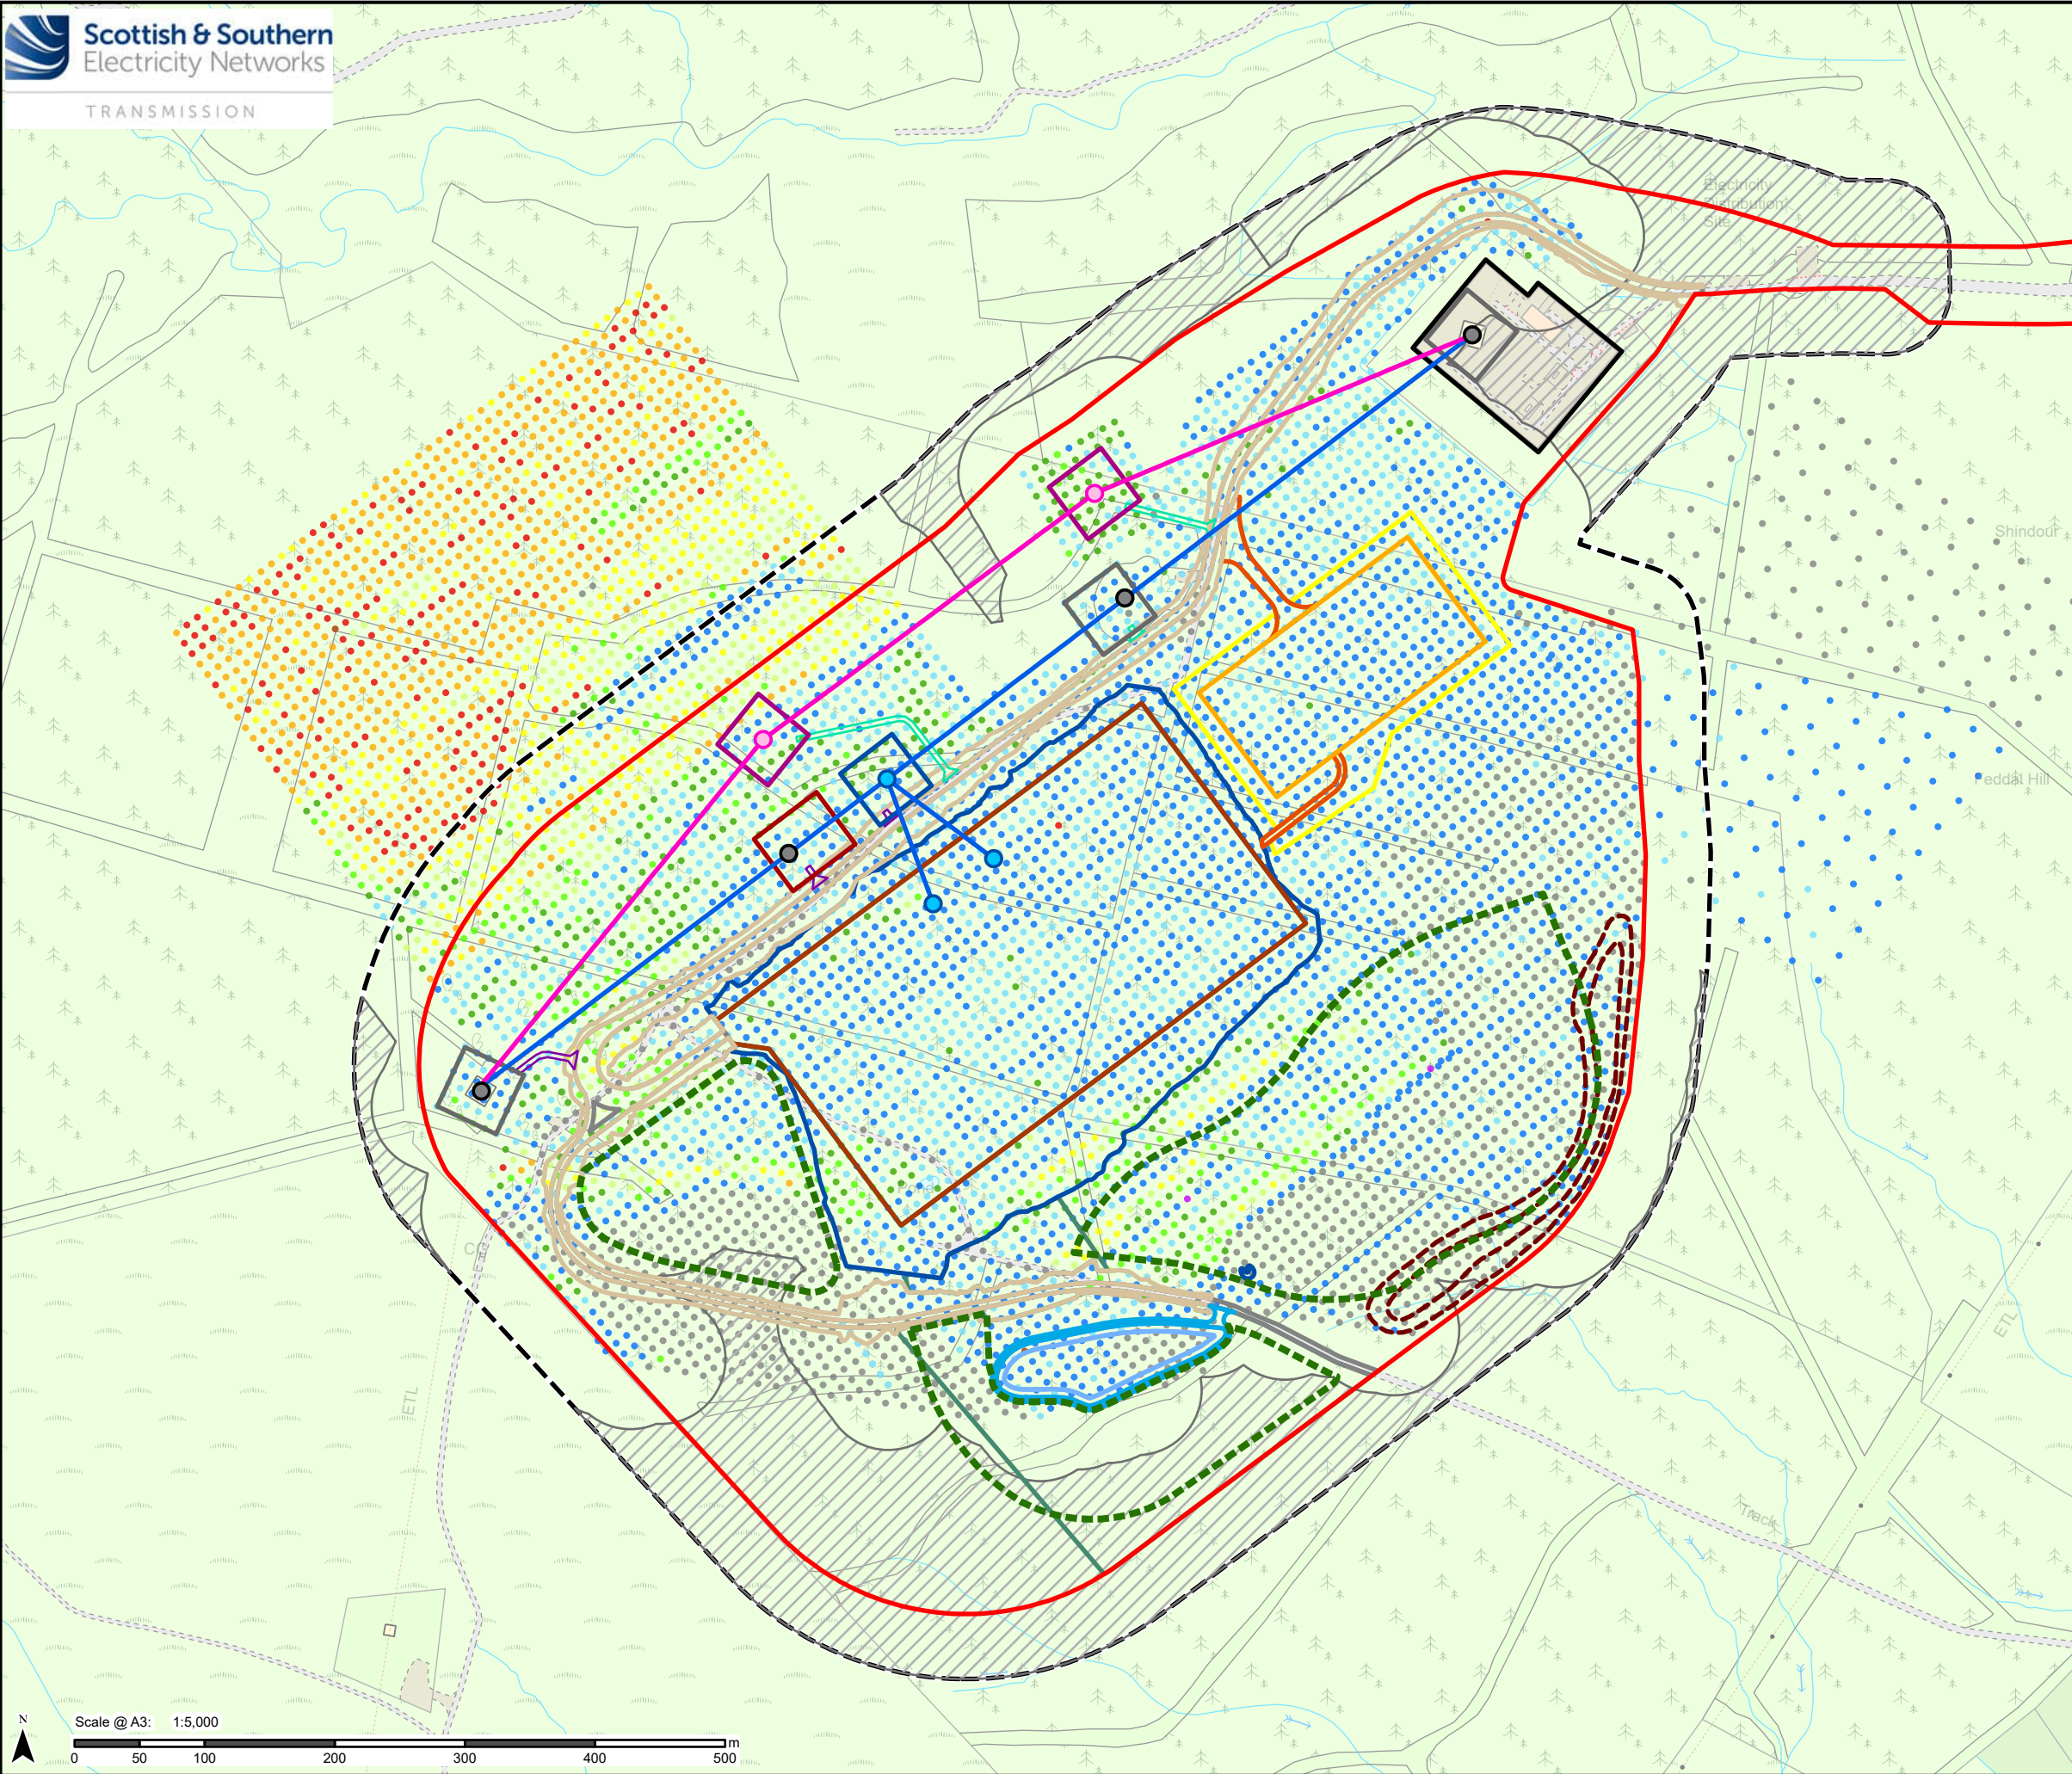 Scottish & Southern
Electricity Networks
TRANSMISSION
Electricity
Distribution
Site
Shindour
Feddal Hill
Pond
ETL
ETL
Track
N
Scale @ A3: 1:5,000
0 50 100 200 300 400 500 m